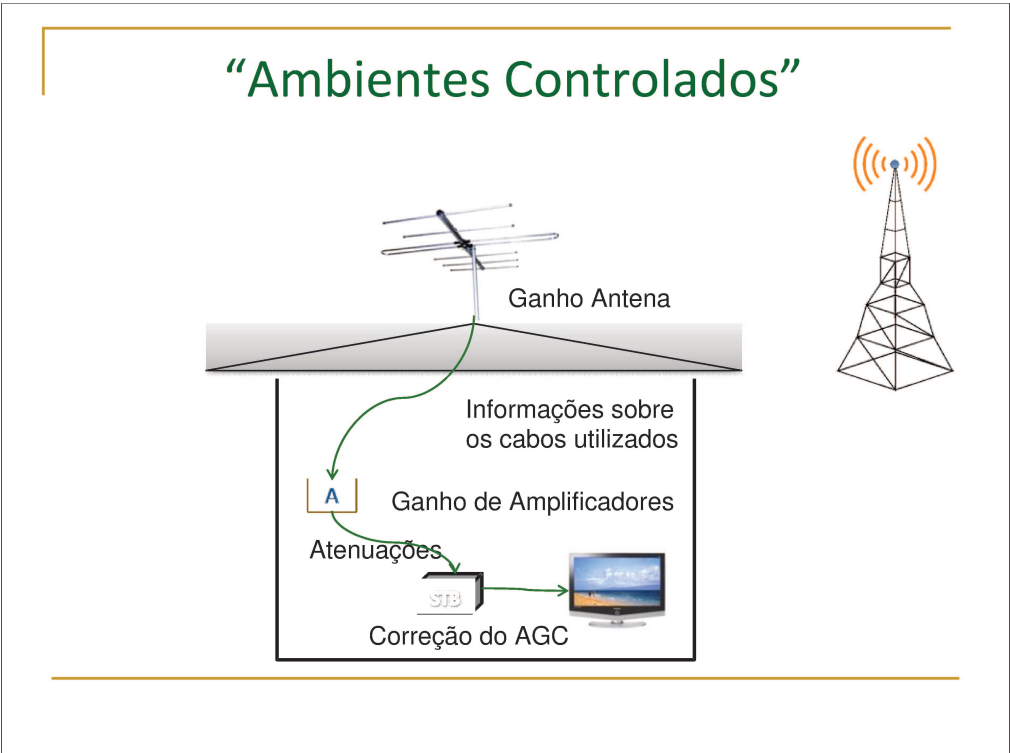 “Ambientes Controlados”
Ganho Antena
Informações sobre
os cabos utilizados
A
Ganho de Amplificadores
Atenuações
STB
Correção do AGC